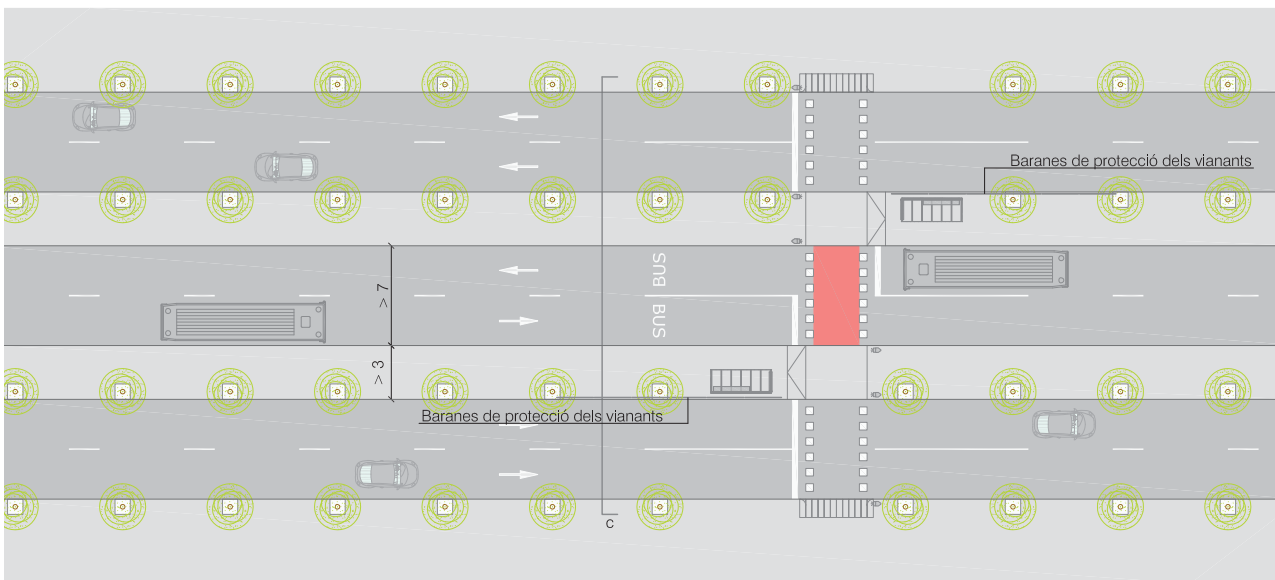 Baranes de protecció dels vianants
BUS
BUS
> 7
> 3
Baranes de protecció dels vianants
c